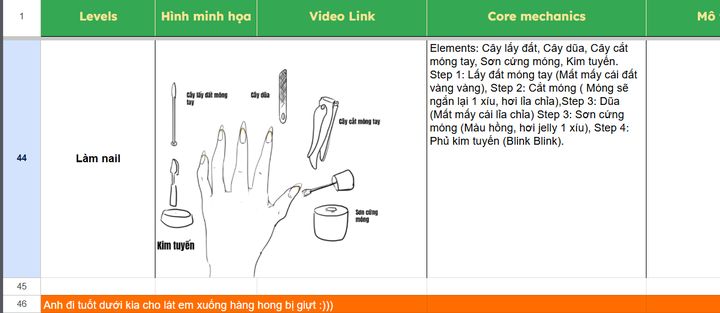 1
Levels
Hình minh họa
Video Link
Core mechanics
Mô
44
Làm nail
Cây lấy đất móng
tay
Cây dũa
Cây cắt móng tay
Sơn cứng
móng
Kim tuyến
Elements: Cây lấy đất, Cây dũa, Cây cắt
móng tay, Sơn cứng móng, Kim tuyến.
Step 1: Lấy đất móng tay (Mất mấy cái đất
vàng vàng), Step 2: Cắt móng ( Móng sẽ
ngắn lại 1 xíu, hơi lỉa chỉa),Step 3: Dũa
(Mất mấy cái lỉa chỉa) Step 3: Sơn cứng
móng (Màu hồng, hơi jelly 1 xíu), Step 4:
Phủ kim tuyến (Blink Blink).
45
46
Anh đi tuốt dưới kia cho lát em xuống hàng hong bị giựt :)))